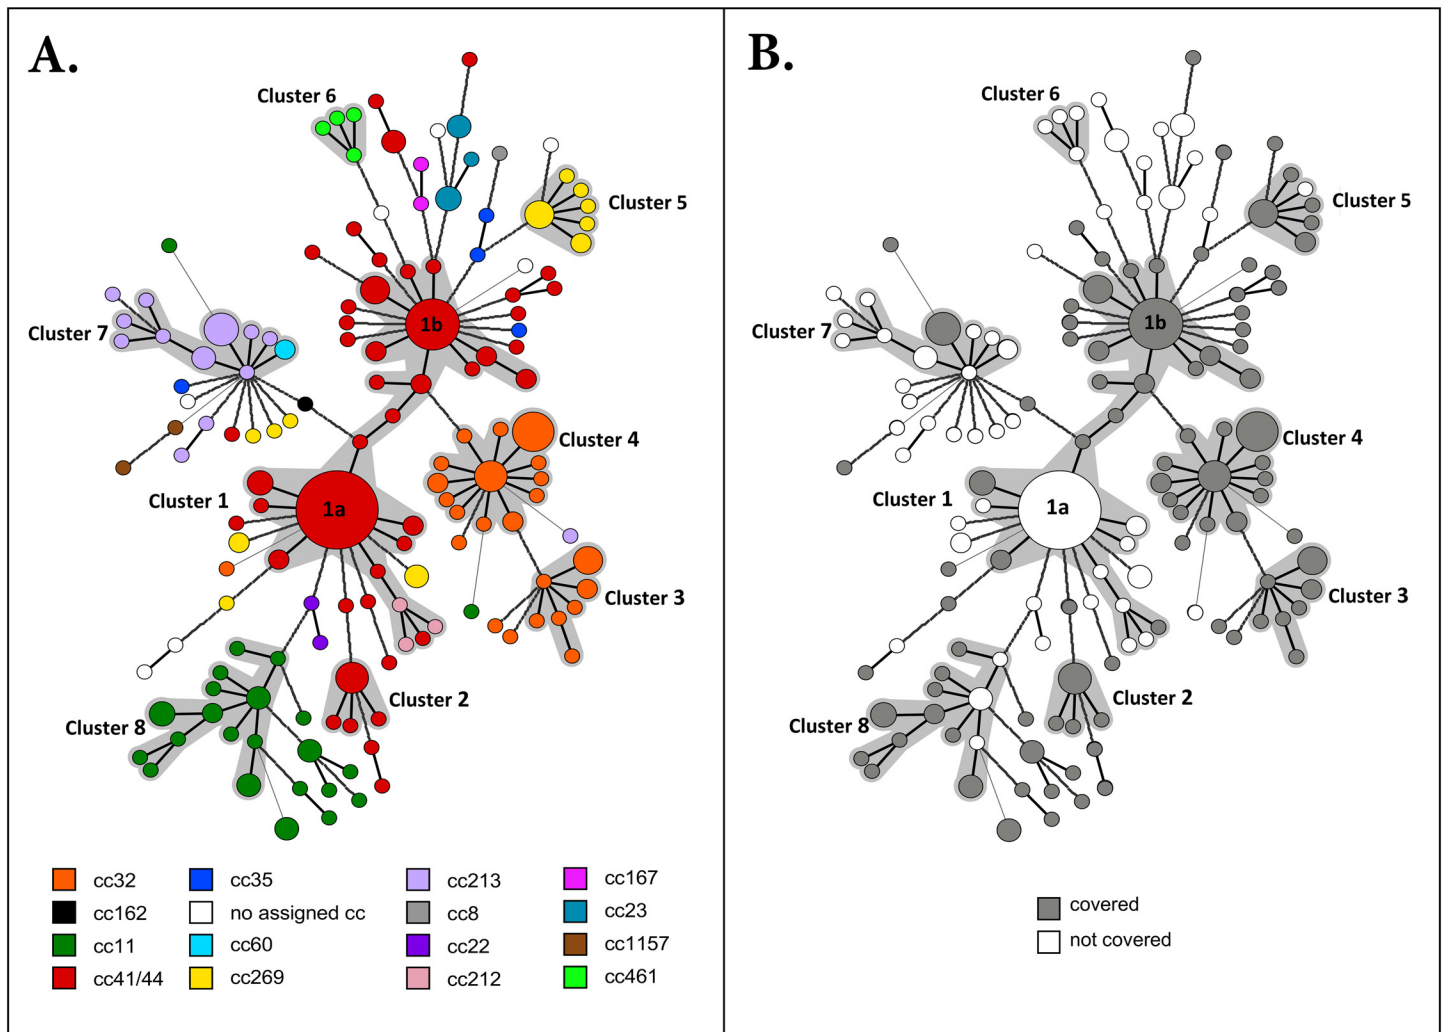 A.
Cluster 6
Cluster 5
1b
Cluster 7
Cluster 4
Cluster 1
1a
Cluster 3
Cluster 2
Cluster 8
cc32
cc35
cc213
cc167
cc162
no assigned cc
cc8
cc23
cc11
cc60
cc22
cc1157
cc41/44
cc269
cc212
cc461
B.
Cluster 6
Cluster 5
1b
Cluster 7
Cluster 4
Cluster 1
1a
Cluster 3
Cluster 2
Cluster 8
covered
not covered